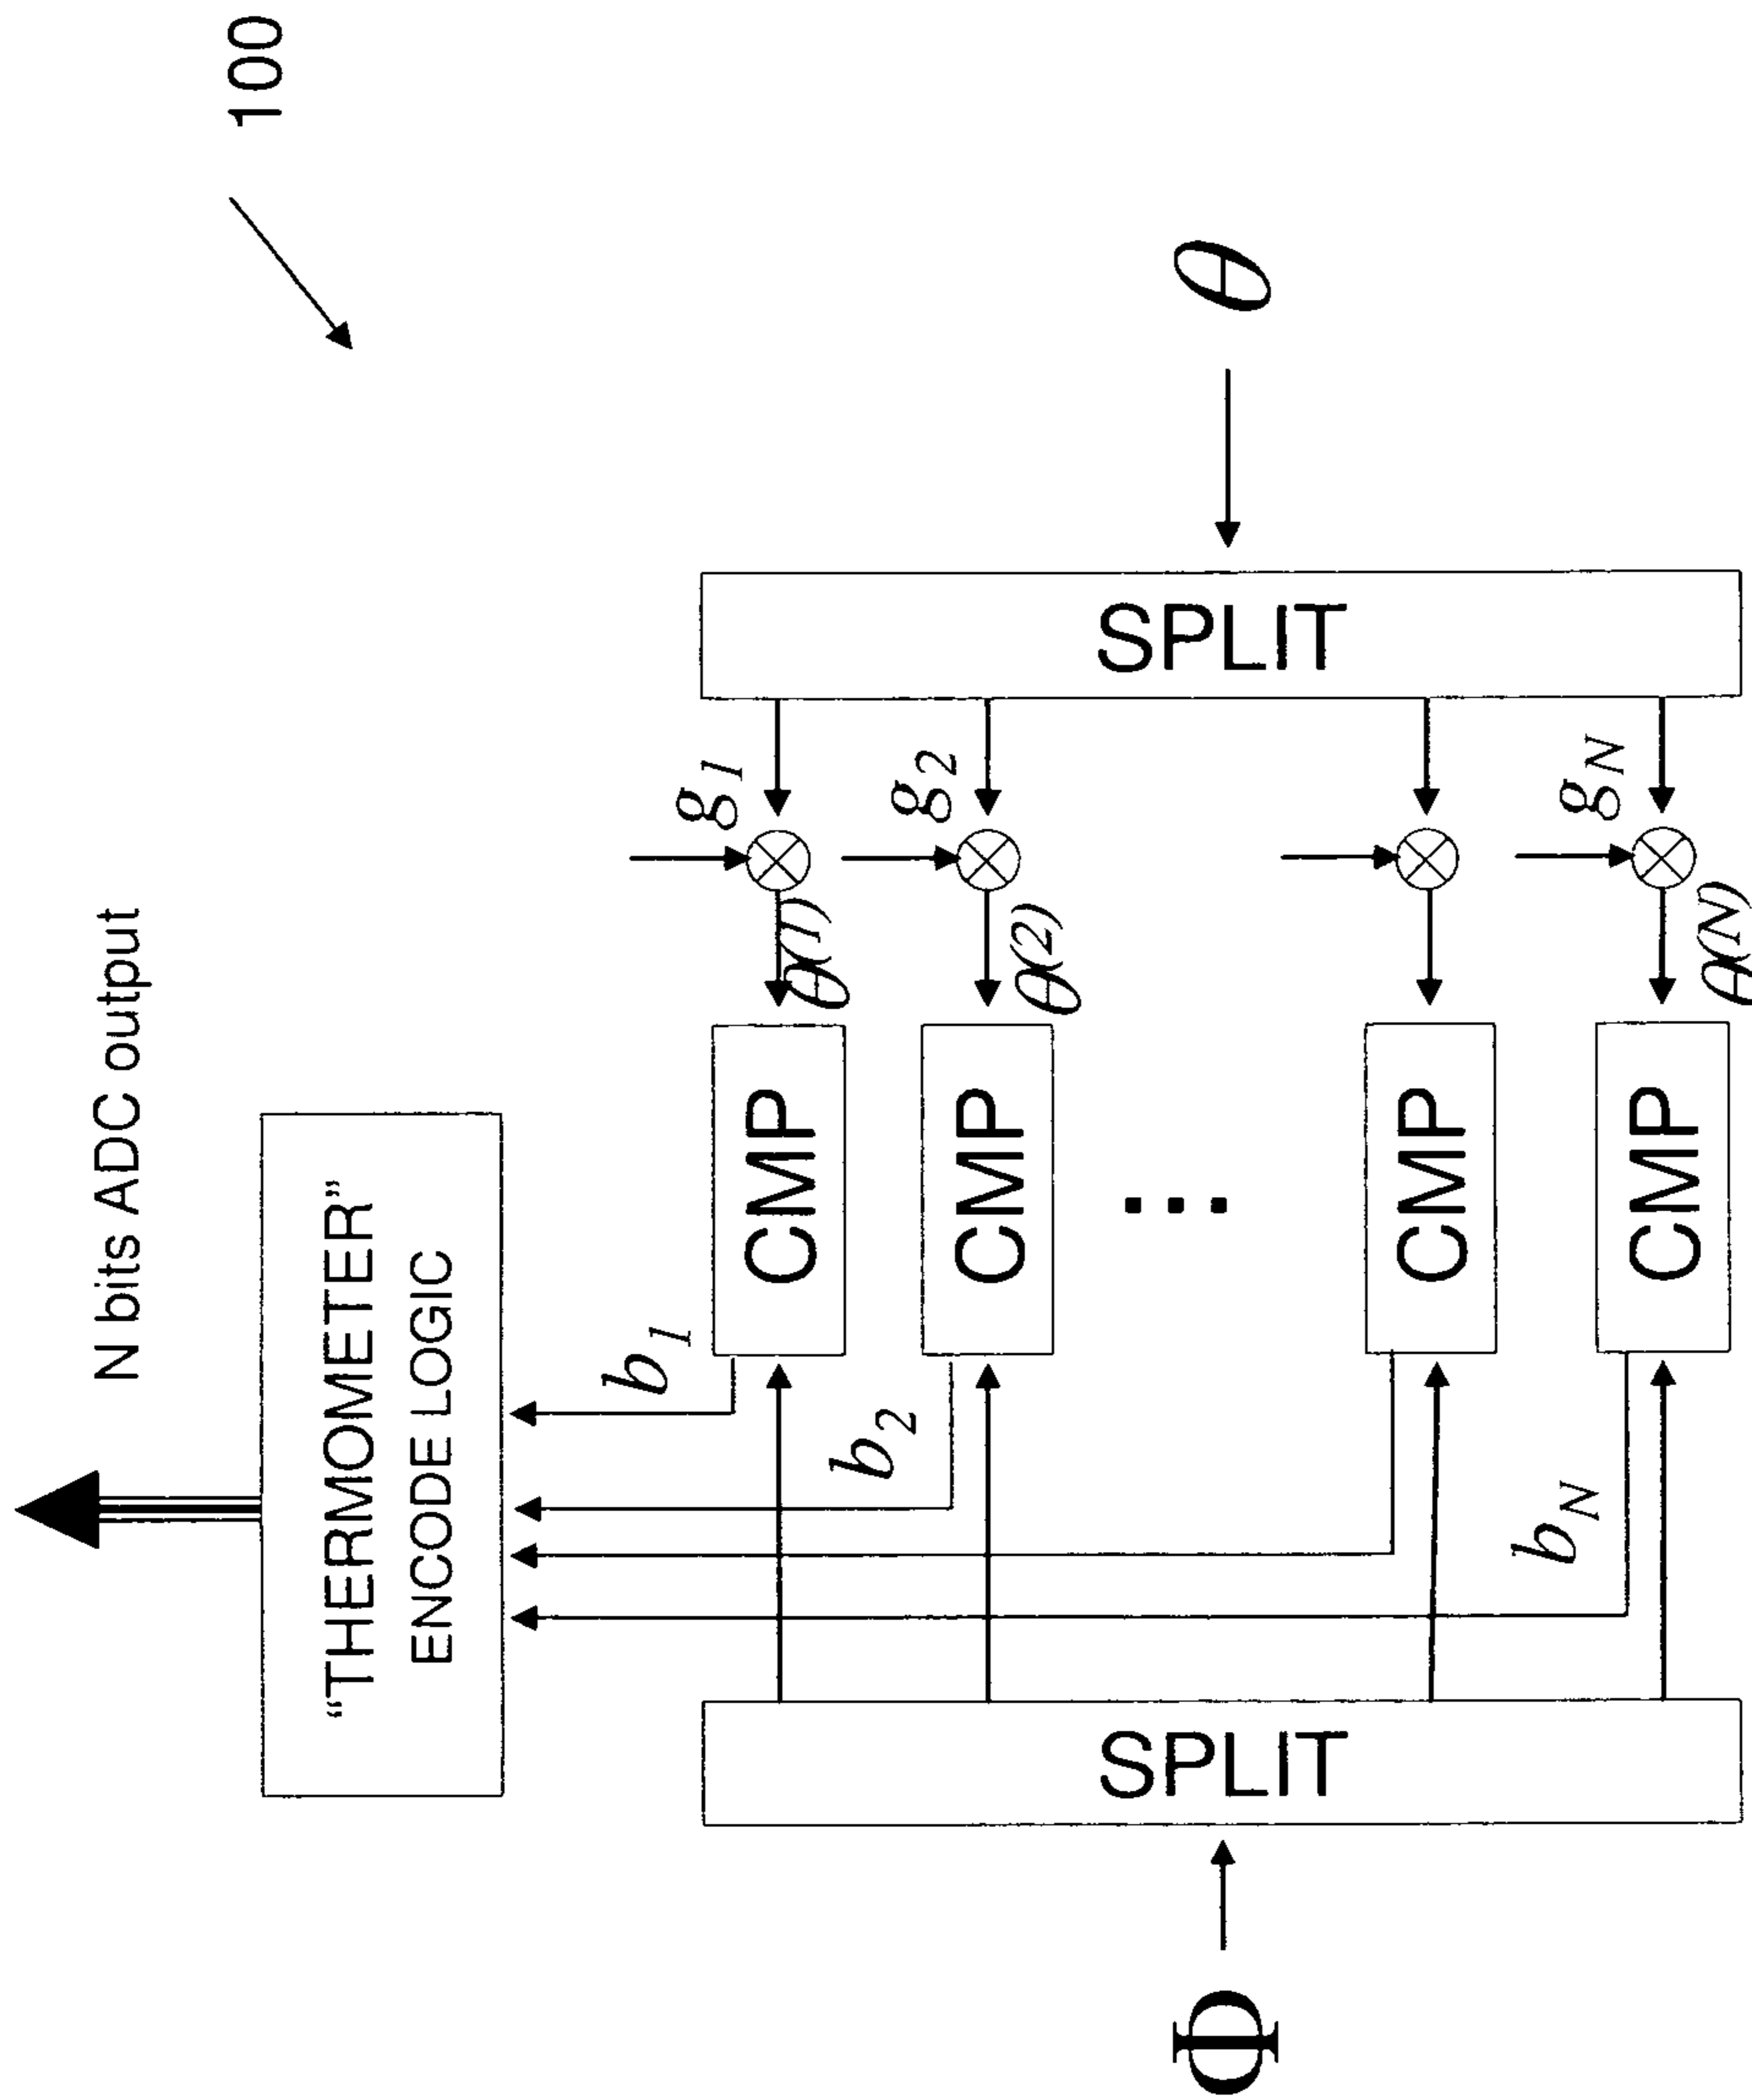 100
N bits ADC output
“THERMOMETER”
ENCODE LOGIC
b1
b2
bN
CMP
CMP
...
CMP
CMP
θ(1)
θ(2)
θ(N)
g1
g2
gN
SPLIT
SPLIT
Φ
θ